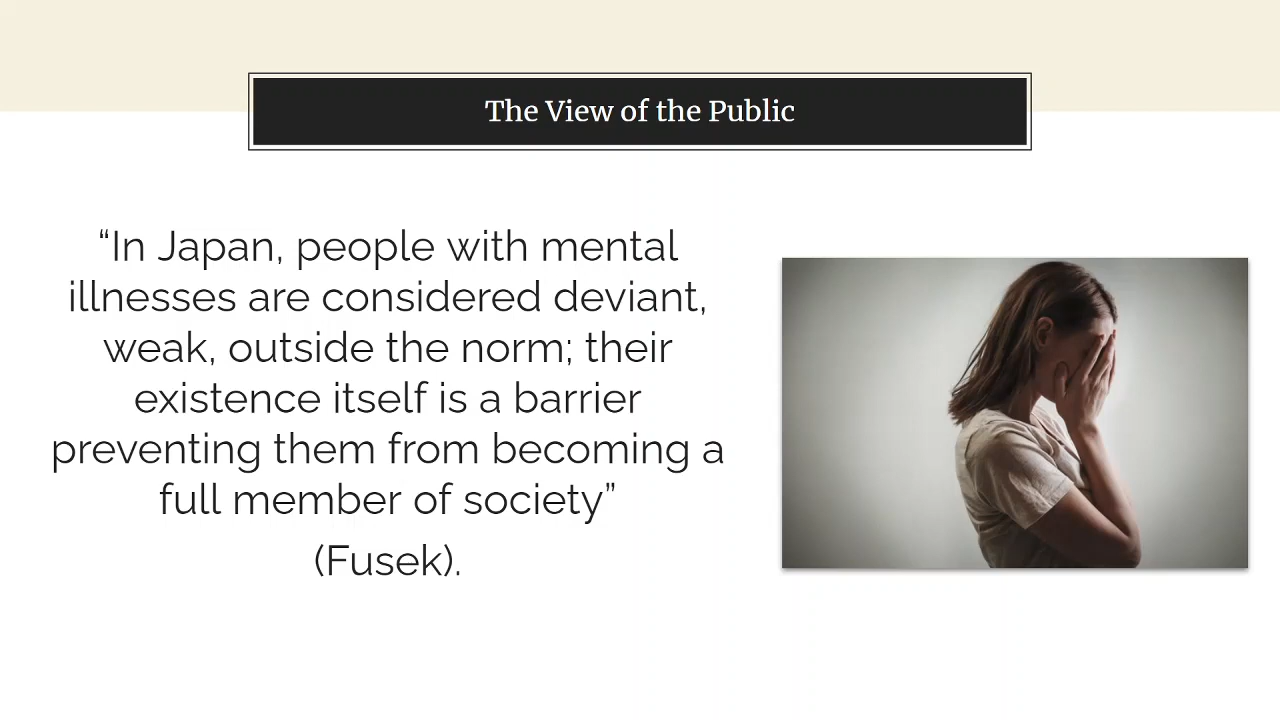 The View of the Public
“In Japan, people with mental
illnesses are considered deviant,
weak, outside the norm; their
existence itself is a barrier
preventing them from becoming a
full member of society”
(Fusek).